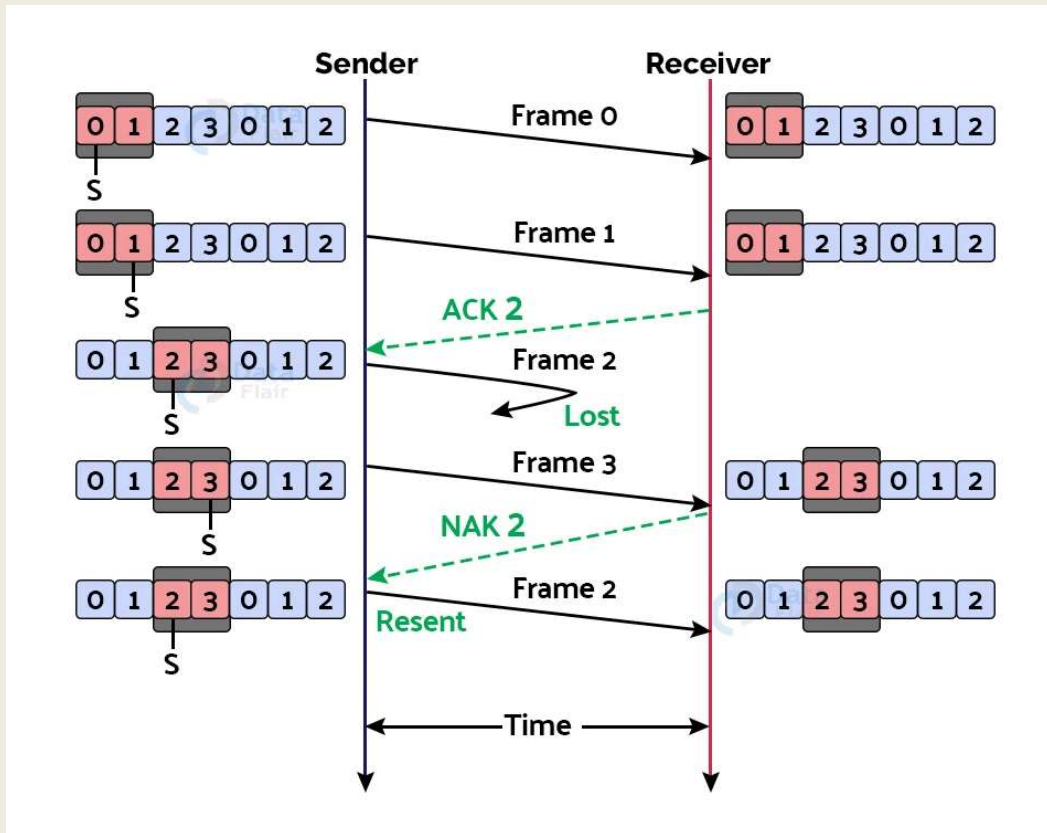 Sender Receiver
0 1 2 3 0 1 2 Frame 0 0 1 2 3 0 1 2
S
0 1 2 3 0 1 2 Frame 1 0 1 2 3 0 1 2
S
ACK 2
0 1 2 3 0 1 2 Frame 2
S
Lost
0 1 2 3 0 1 2 Frame 3 0 1 2 3 0 1 2
S
NAK 2
0 1 2 3 0 1 2 Frame 2 0 1 2 3 0 1 2
Resent
S
Time
Data
Flair